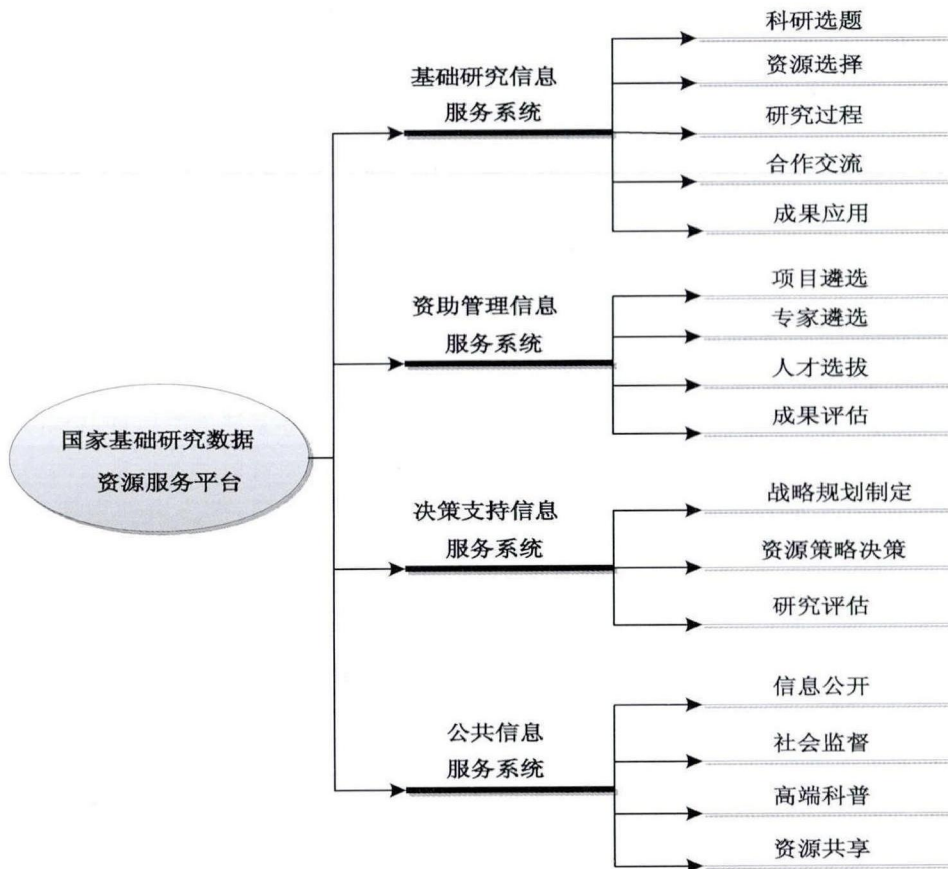 国家基础研究数据
资源服务平台
基础研究信息
服务系统
科研选题
资源选择
研究过程
合作交流
成果应用
资助管理信息
服务系统
项目遴选
专家遴选
人才选拔
成果评估
决策支持信息
服务系统
战略规划制定
资源策略决策
研究评估
公共信息
服务系统
信息公开
社会监督
高端科普
资源共享